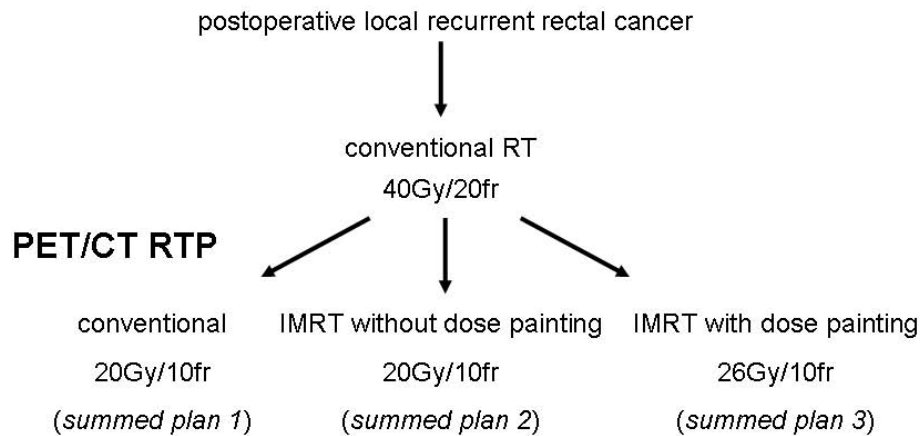 postoperative local recurrent rectal cancer
conventional RT
40Gy/20fr
PET/CT RTP
conventional IMRT without dose painting IMRT with dose painting
20Gy/10fr 20Gy/10fr 26Gy/10fr
(summed plan 1) (summed plan 2) (summed plan 3)